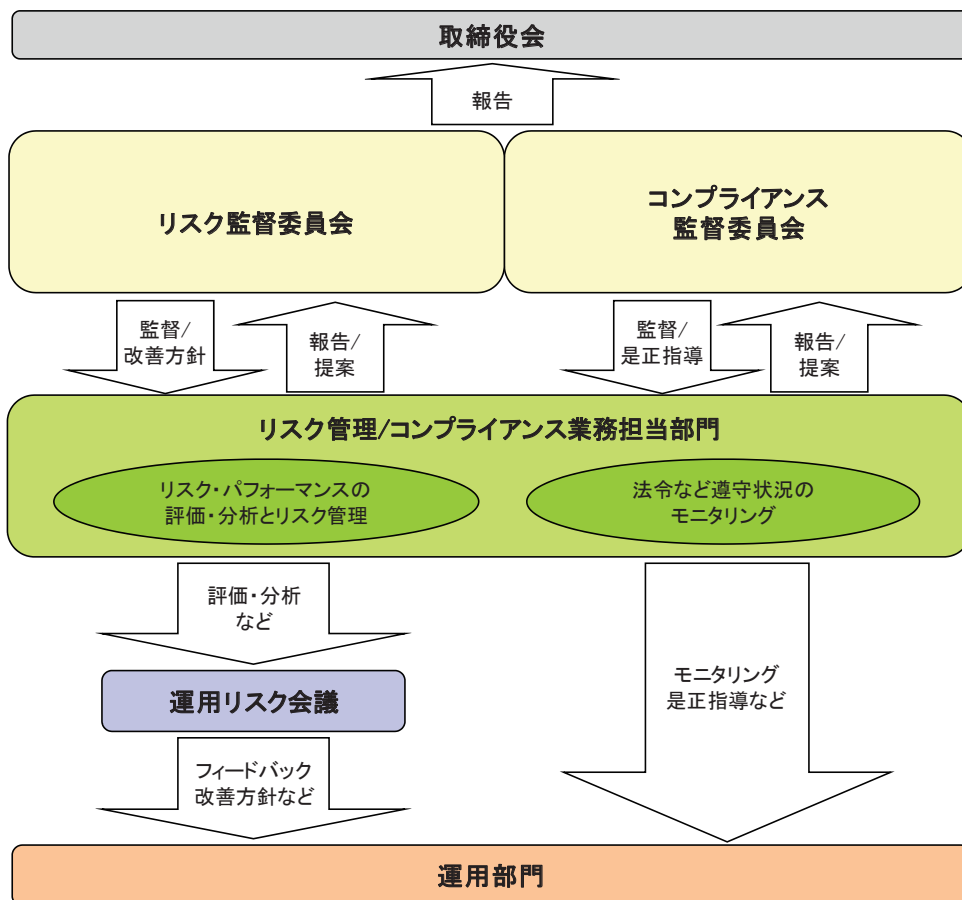 取締役会
報告
リスク監督委員会
コンプライアンス
監督委員会
監督/
改善方針
報告/
提案
監督/
是正指導
報告/
提案
リスク管理/コンプライアンス業務担当部門
リスク・パフォーマンスの
評価・分析とリスク管理
法令など遵守状況の
モニタリング
評価・分析
など
運用リスク会議
フィードバック
改善方針など
モニタリング
是正指導など
運用部門